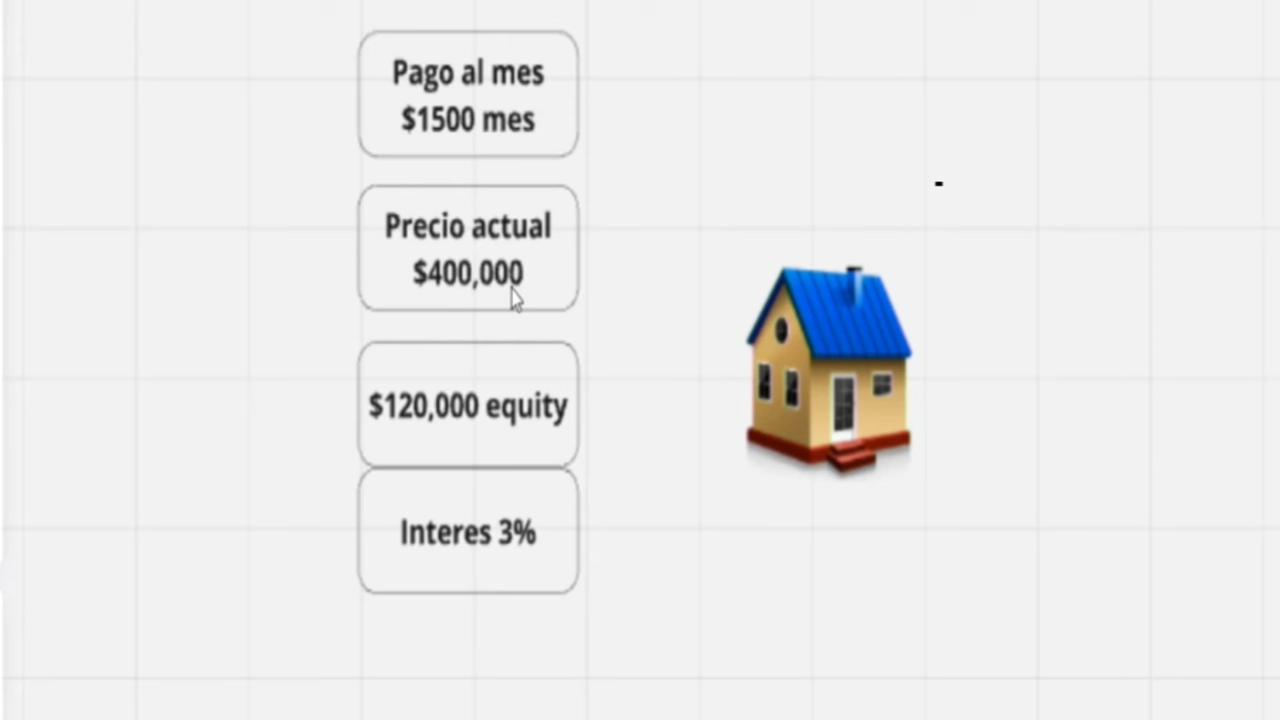 Pago al mes
$1500 mes
Precio actual
$400,000
$120,000 equity
Interes 3%
-